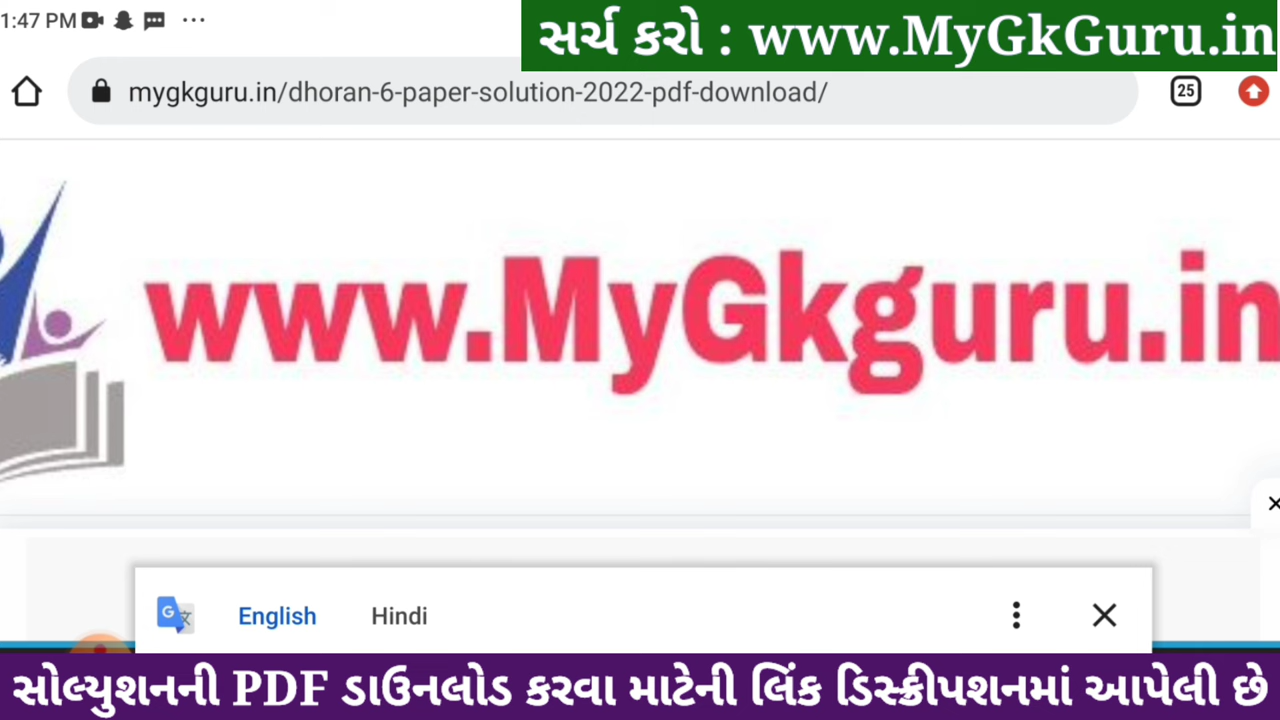 1:47 PM
સર્ચ કરો : www.MyGkGuru.in
mygkguru.in/dhoran-6-paper-solution-2022-pdf-download/
25
www.MyGkguru.in
English Hindi
સોલ્યુશનની PDF ડાઉનલોડ કરવા માટેની લિંક ડિસ્ક્રીપશનમાં આપેલી છે